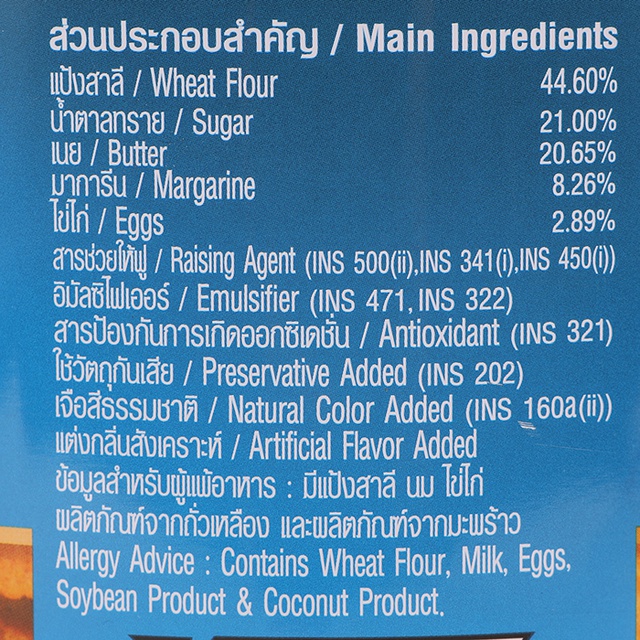 ส่วนประกอบสำคัญ / Main Ingredients
แป้งสาลี / Wheat Flour 44.60%
น้ำตาลทราย / Sugar 21.00%
เนย / Butter 20.65%
มาการีน / Margarine 8.26%
ไข่ไก่ / Eggs 2.89%
สารช่วยให้ฟู / Raising Agent (INS 500(ii),INS 341(i),INS 450(i))
อิมัลซิไฟเออร์ / Emulsifier (INS 471, INS 322)
สารป้องกันการเกิดออกซิเดชั่น / Antioxidant (INS 321)
ใช้วัตถุกันเสีย / Preservative Added (INS 202)
เจือสีธรรมชาติ / Natural Color Added (INS 160a(ii))
แต่งกลิ่นสังเคราะห์ / Artificial Flavor Added
ข้อมูลสำหรับผู้แพ้อาหาร : มีแป้งสาลี นม ไข่ไก่
ผลิตภัณฑ์จากถั่วเหลือง และผลิตภัณฑ์จากมะพร้าว
Allergy Advice : Contains Wheat Flour, Milk, Eggs,
Soybean Product & Coconut Product.